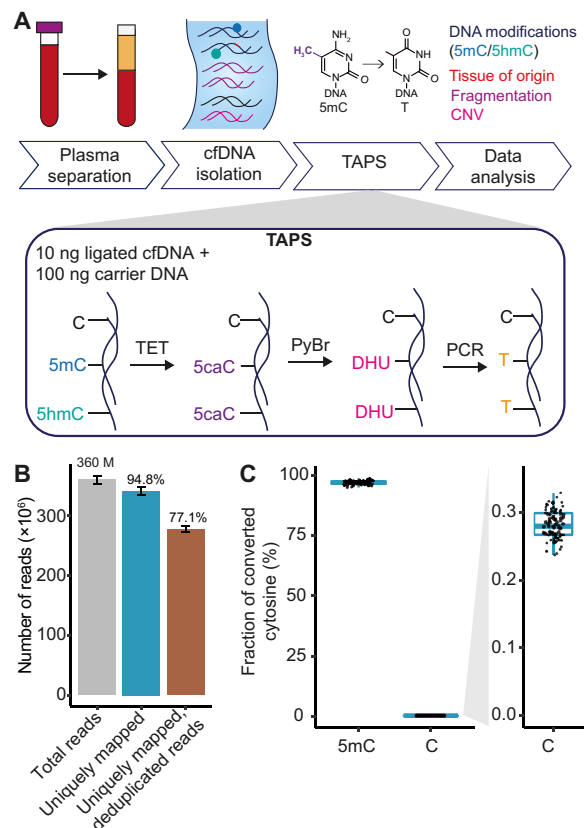 A
H₃C
NH₂
N
N
O
DNA
5mC
O
NH
N
O
DNA
T
DNA modifications
(5mC/5hmC)
Tissue of origin
Fragmentation
CNV
Plasma
separation
cfDNA
isolation
TAPS
Data
analysis
TAPS
10 ng ligated cfDNA +
100 ng carrier DNA
C
5mC
5hmC
TET
C
5caC
5caC
PyBr
C
DHU
DHU
PCR
C
T
T
B
Number of reads (×10⁶)
300
200
100
0
360 M
94.8%
77.1%
Total reads
Uniquely mapped
Uniquely mapped,
deduplicated reads
C
Fraction of converted
cytosine (%)
100
75
50
25
0
5mC
C
0.3
0.2
0.1
0.0
C